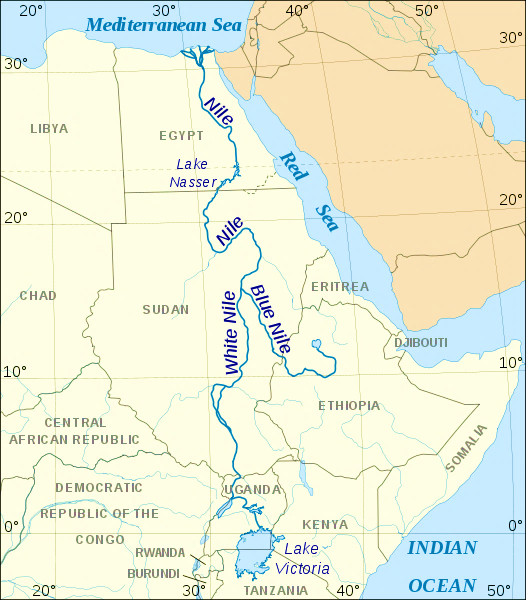 20°
30°
40°
50°
Mediterranean Sea
30°
30°
Nile
LIBYA
EGYPT
Lake
Nasser
Red
Sea
20°
20°
Nile
ERITREA
CHAD
SUDAN
White Nile
Blue Nile
DJIBOUTI
10°
10°
ETHIOPIA
CENTRAL
AFRICAN REPUBLIC
SOMALIA
DEMOCRATIC
REPUBLIC OF THE
CONGO
UGANDA
KENYA
0°
0°
RWANDA
BURUNDI
Lake
Victoria
INDIAN
OCEAN
TANZANIA
20°
30°
40°
50°